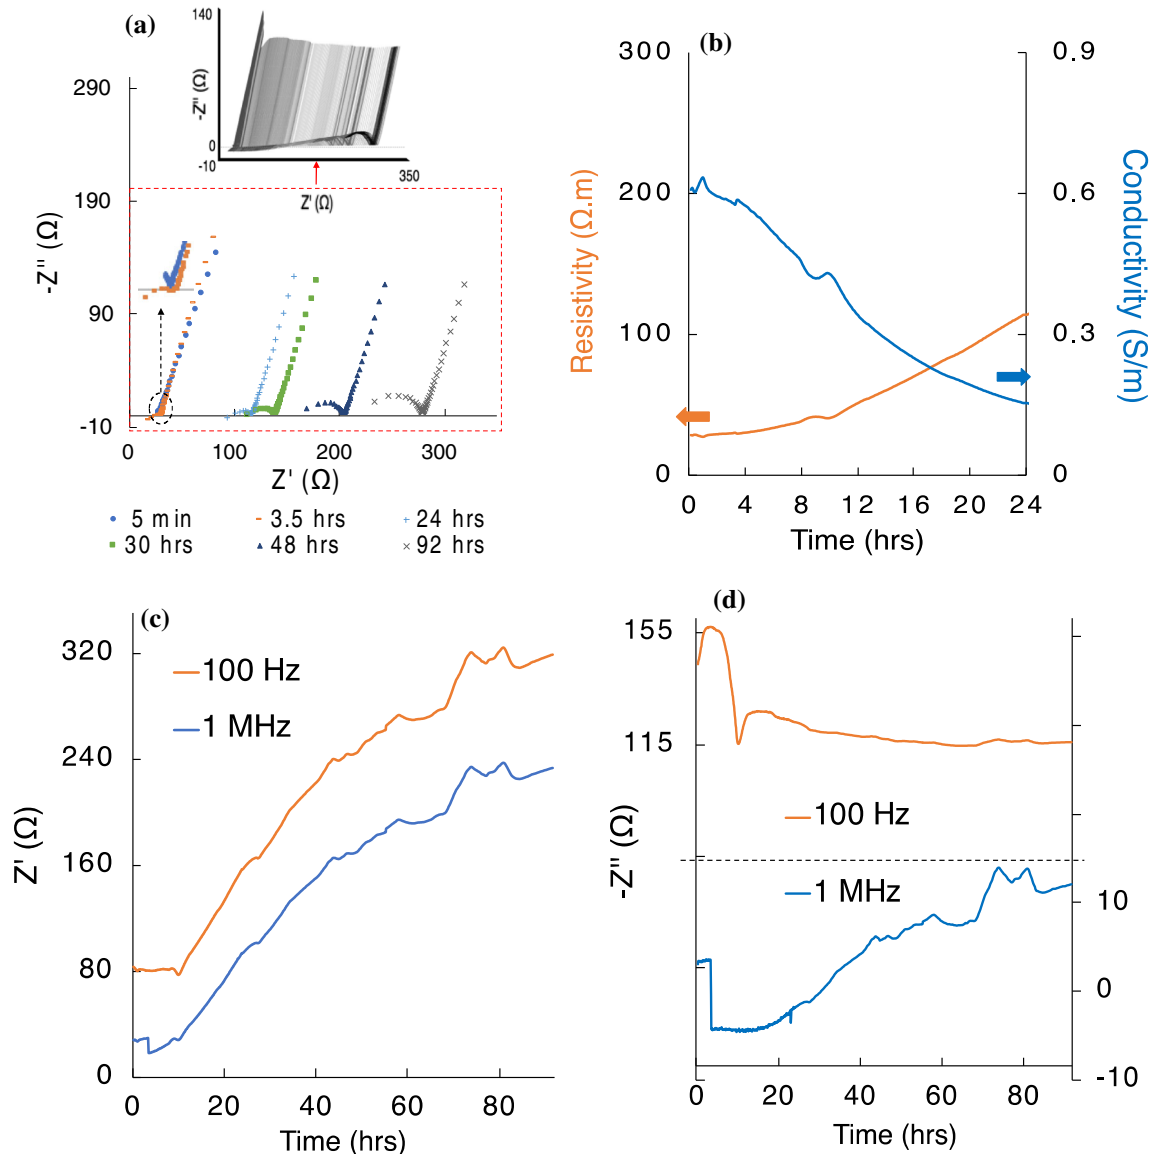 (a)
140
-Z'' (Ω)
0
-10
350
Z' (Ω)
290
190
90
-10
-Z'' (Ω)
0
100
200
300
Z' (Ω)
5 min
3.5 hrs
24 hrs
30 hrs
48 hrs
92 hrs
(b)
300
200
100
0
Resistivity (Ω.m)
0.9
0.6
0.3
0
Conductivity (S/m)
0 4 8 12 16 20 24
Time (hrs)
(c)
320
240
160
80
0
Z' (Ω)
100 Hz
1 MHz
0 20 40 60 80
Time (hrs)
(d)
155
115
-Z'' (Ω)
100 Hz
1 MHz
10
0
-10
0 20 40 60 80
Time (hrs)